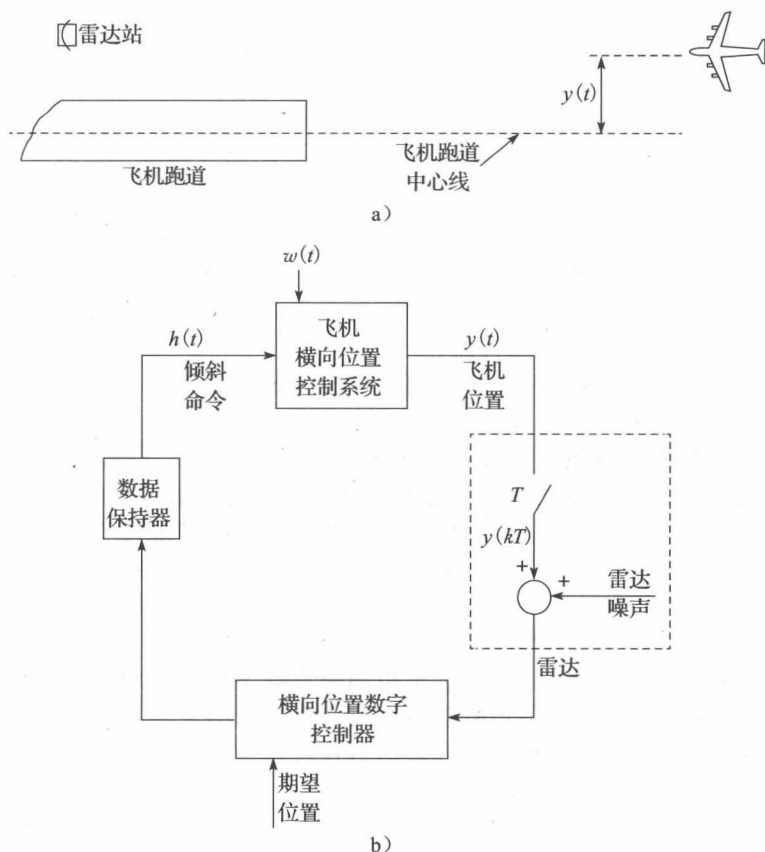 雷达站
y(t)
飞机跑道
飞机跑道
中心线
a)
w(t)
飞机
横向位置
控制系统
h(t)
倾斜
命令
y(t)
飞机
位置
数据
保持器
T
y(kT)
+
+
雷达
噪声
雷达
横向位置数字
控制器
期望
位置
b)